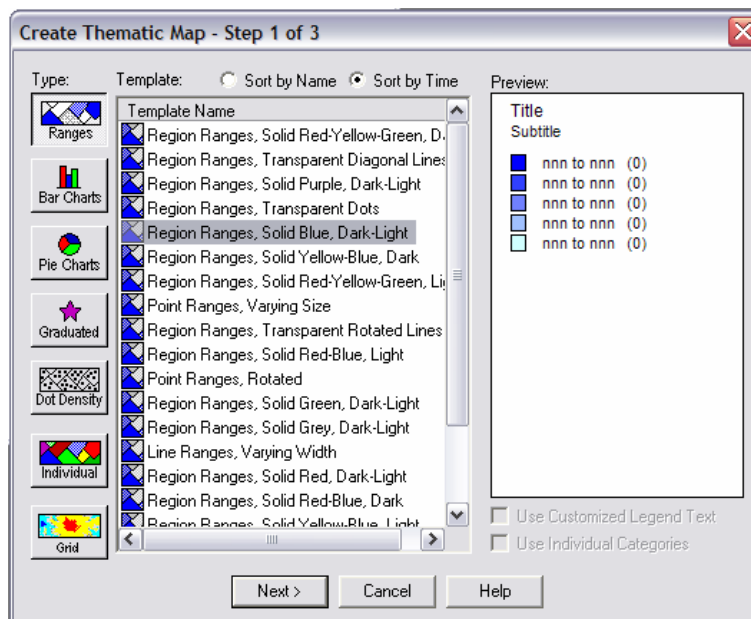 Create Thematic Map - Step 1 of 3
Type:
Template:
Sort by Name
Sort by Time
Preview:
Ranges
Bar Charts
Pie Charts
Graduated
Dot Density
Individual
Grid
Template Name
Region Ranges, Solid Red-Yellow-Green, D
Region Ranges, Transparent Diagonal Lines
Region Ranges, Solid Purple, Dark-Light
Region Ranges, Transparent Dots
Region Ranges, Solid Blue, Dark-Light
Region Ranges, Solid Yellow-Blue, Dark
Region Ranges, Solid Red-Yellow-Green, Li
Point Ranges, Varying Size
Region Ranges, Transparent Rotated Lines
Region Ranges, Solid Red-Blue, Light
Point Ranges, Rotated
Region Ranges, Solid Green, Dark-Light
Region Ranges, Solid Grey, Dark-Light
Line Ranges, Varying Width
Region Ranges, Solid Red, Dark-Light
Region Ranges, Solid Red-Blue, Dark
Region Ranges, Solid Yellow-Blue, Light
Title
Subtitle
nnn to nnn (0)
nnn to nnn (0)
nnn to nnn (0)
nnn to nnn (0)
nnn to nnn (0)
Use Customized Legend Text
Use Individual Categories
Next >
Cancel
Help